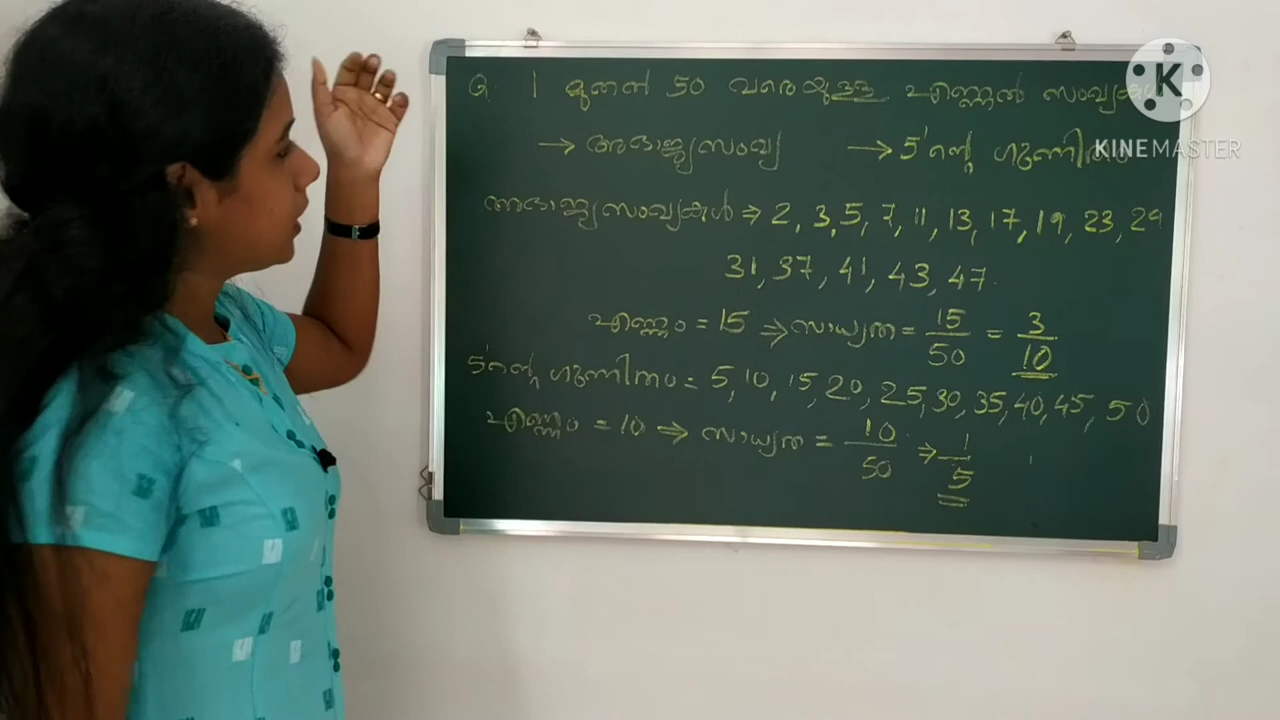 Q. 1 മുതൽ 50 വരെയുള്ള എണ്ണൽ സംഖ്യകൾ
→ അഭാജ്യസംഖ്യ → 5'ന്റെ ഗുണിതം
അഭാജ്യസംഖ്യകൾ ⇒ 2, 3, 5, 7, 11, 13, 17, 19, 23, 29
31, 37, 41, 43, 47.
എണ്ണം = 15 ⇒ സാധ്യത = 15/50 = 3/10
5'ന്റെ ഗുണിതം = 5, 10, 15, 20, 25, 30, 35, 40, 45, 50
എണ്ണം = 10 ⇒ സാധ്യത = 10/50 ⇒ 1/5
K
KINEMASTER